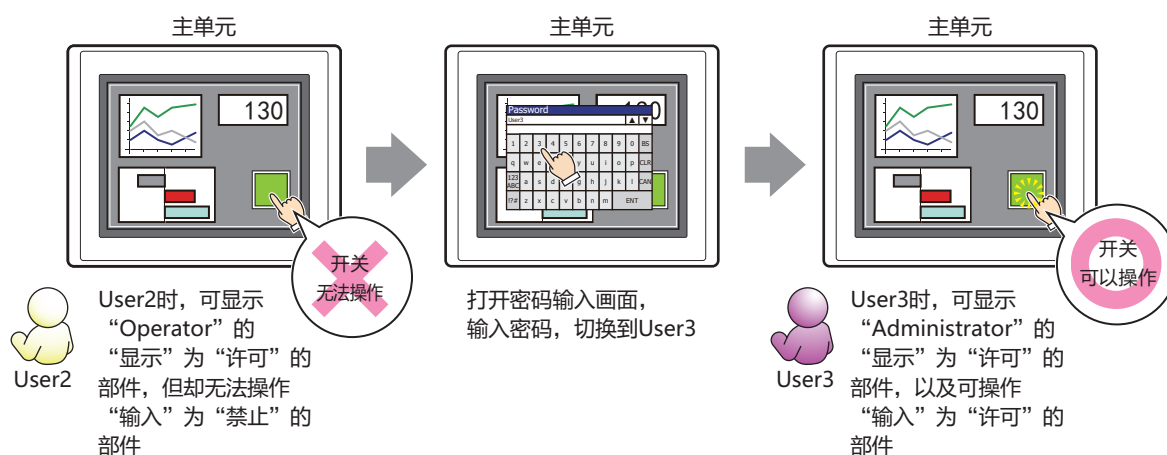 主单元
130
开关
无法操作
User2
User2时，可显示
“Operator”的
“显示”为“许可”的
部件，但却无法操作
“输入”为“禁止”的
部件
主单元
Password
User3
▲ ▼
1 2 3 4 5 6 7 8 9 0 BS
q w e y u i o p CLR
123 ABC a s d g h j k l CAN
!?# z x c v b n m ENT
打开密码输入画面，
输入密码，切换到User3
主单元
130
开关
可以操作
User3
User3时，可显示
“Administrator”的
“显示”为“许可”的
部件，以及可操作
“输入”为“许可”的
部件